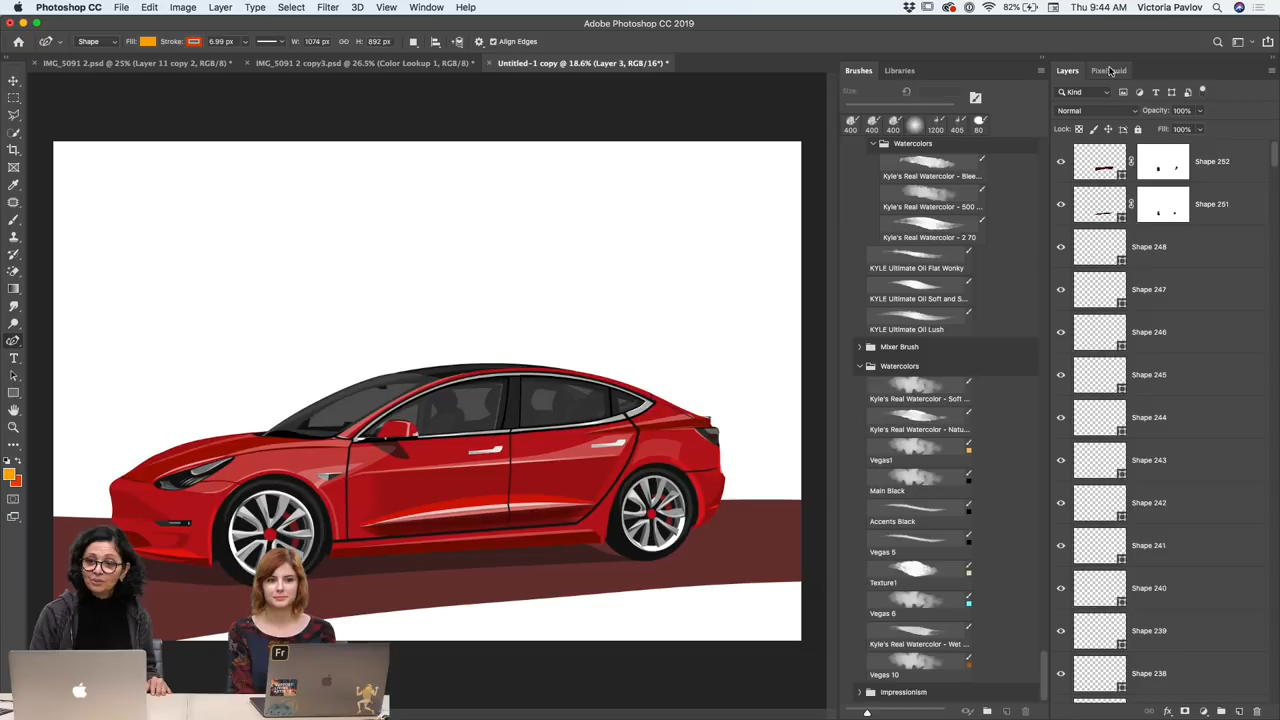 Photoshop CC File Edit Image Layer Type Select Filter 3D View Window Help 82% Thu 9:44 AM Victoria Pavlov
Adobe Photoshop CC 2019
Shape Fill: Stroke: 6.99 px W: 1074 px H: 892 px Align Edges
IMG_5091 2.psd @ 25% (Layer 11 copy 2, RGB/8) * IMG_5091 2 copy3.psd @ 26.5% (Color Lookup 1, RGB/8) * Untitled-1 copy @ 18.6% (Layer 3, RGB/16*) *
Brushes Libraries
Size:
400 400 400 1200 405 80
Watercolors
Kyle's Real Watercolor - Blee...
Kyle's Real Watercolor - 500 ...
Kyle's Real Watercolor - 2 70
KYLE Ultimate Oil Flat Wonky
KYLE Ultimate Oil Soft and S...
KYLE Ultimate Oil Lush
Mixer Brush
Watercolors
Kyle's Real Watercolor - Soft ...
Kyle's Real Watercolor - Natu...
Vegas1
Main Black
Accents Black
Vegas 5
Texture1
Vegas 6
Kyle's Real Watercolor - Wet ...
Vegas 10
Impressionism
Layers
Kind
Normal Opacity: 100%
Lock: Fill: 100%
Shape 252
Shape 251
Shape 248
Shape 247
Shape 246
Shape 245
Shape 244
Shape 243
Shape 242
Shape 241
Shape 240
Shape 239
Shape 238
Fr